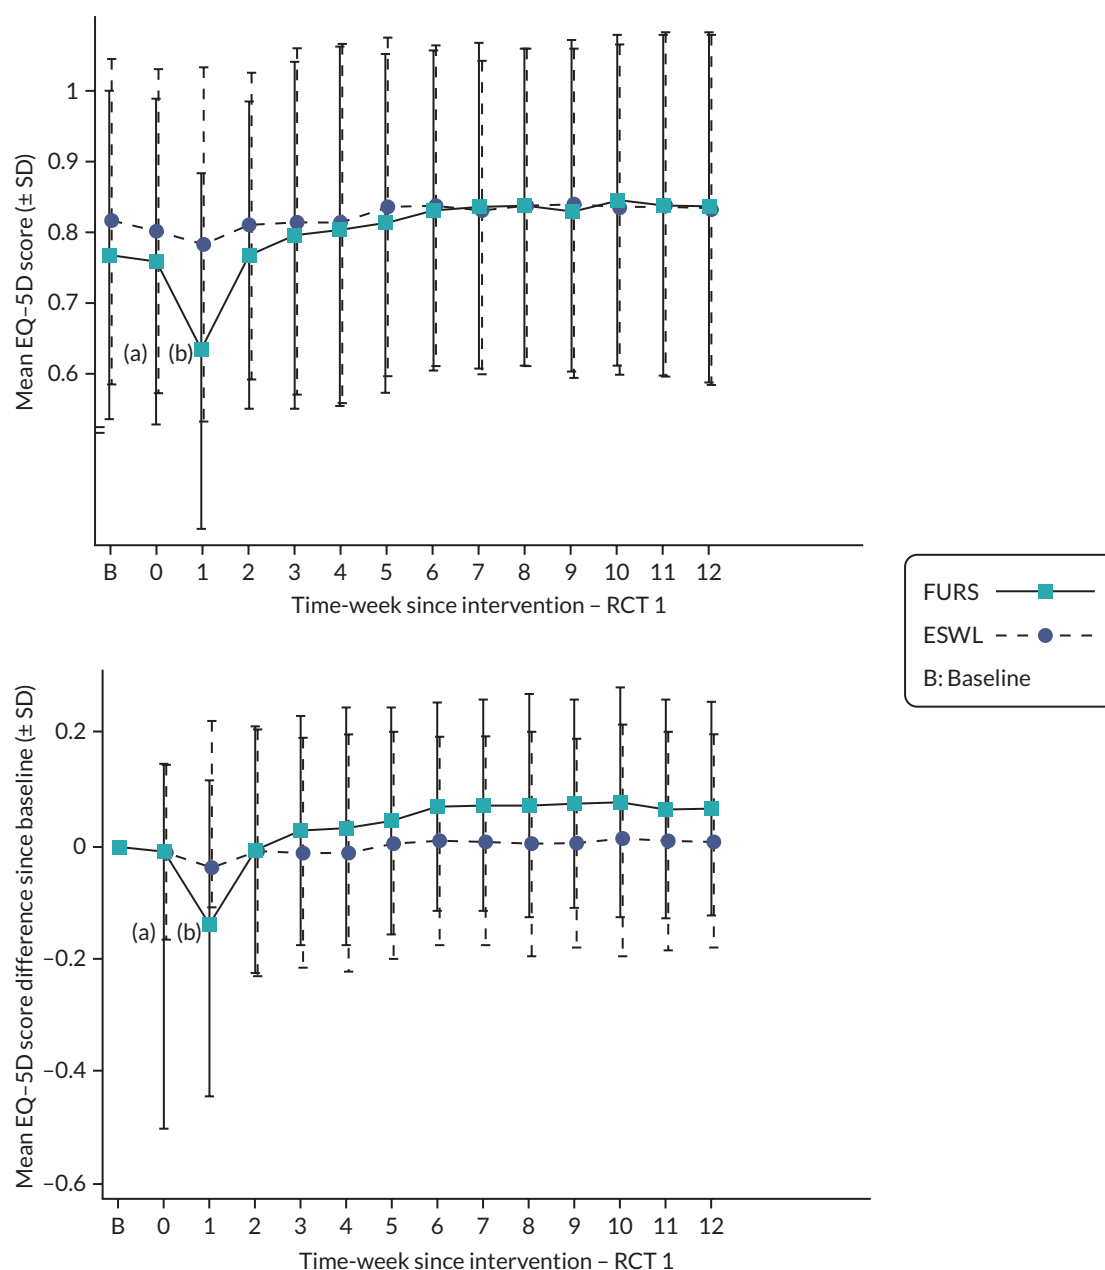 Mean EQ–5D score (± SD)
1
0.9
0.8
0.7
0.6
(a) (b)
B 0 1 2 3 4 5 6 7 8 9 10 11 12
Time-week since intervention – RCT 1
FURS
ESWL
B: Baseline
Mean EQ–5D score difference since baseline (± SD)
0.2
0
–0.2
–0.4
–0.6
(a) (b)
B 0 1 2 3 4 5 6 7 8 9 10 11 12
Time-week since intervention – RCT 1